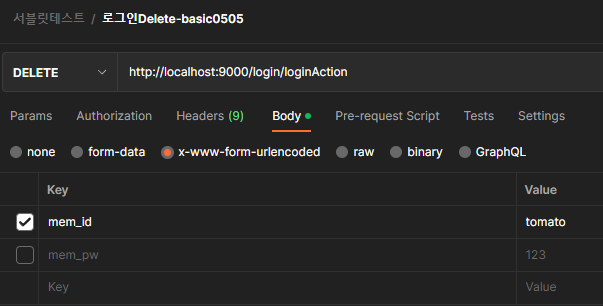 서블릿테스트 / 로그인Delete-basic0505
DELETE http://localhost:9000/login/loginAction
Params Authorization Headers (9) Body Pre-request Script Tests Settings
none form-data x-www-form-urlencoded raw binary GraphQL
Key Value
mem_id tomato
mem_pw 123
Key Value